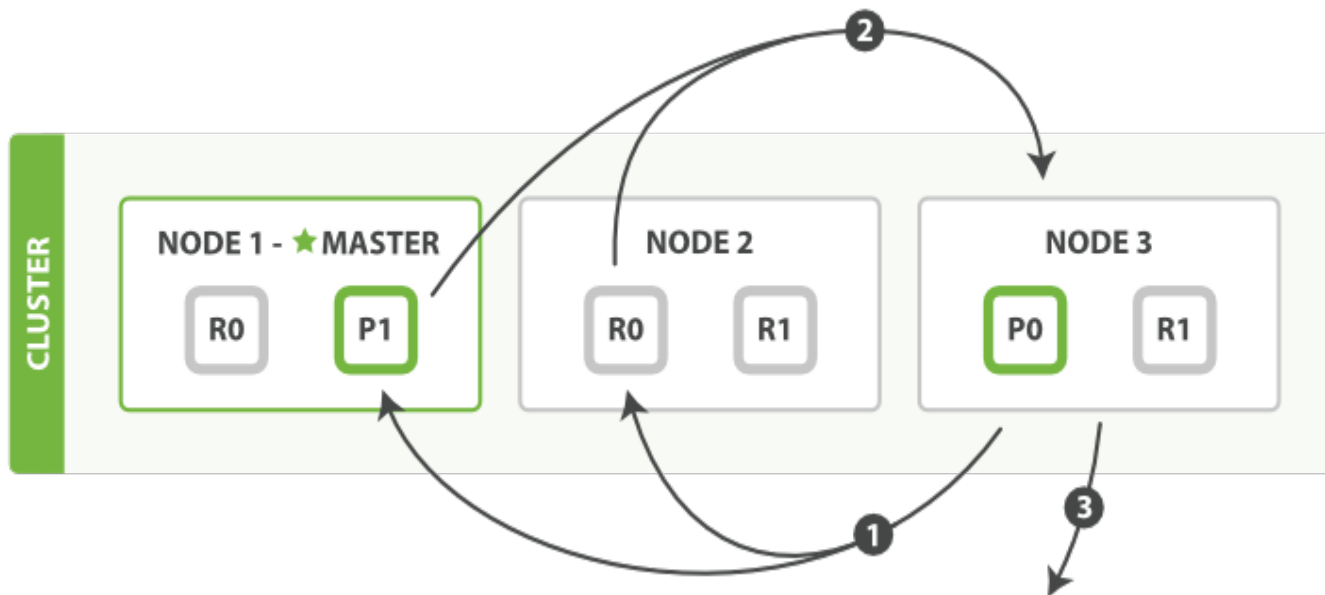 2
CLUSTER
NODE 1 - ★ MASTER
NODE 2
NODE 3
R0
P1
R0
R1
P0
R1
1
3